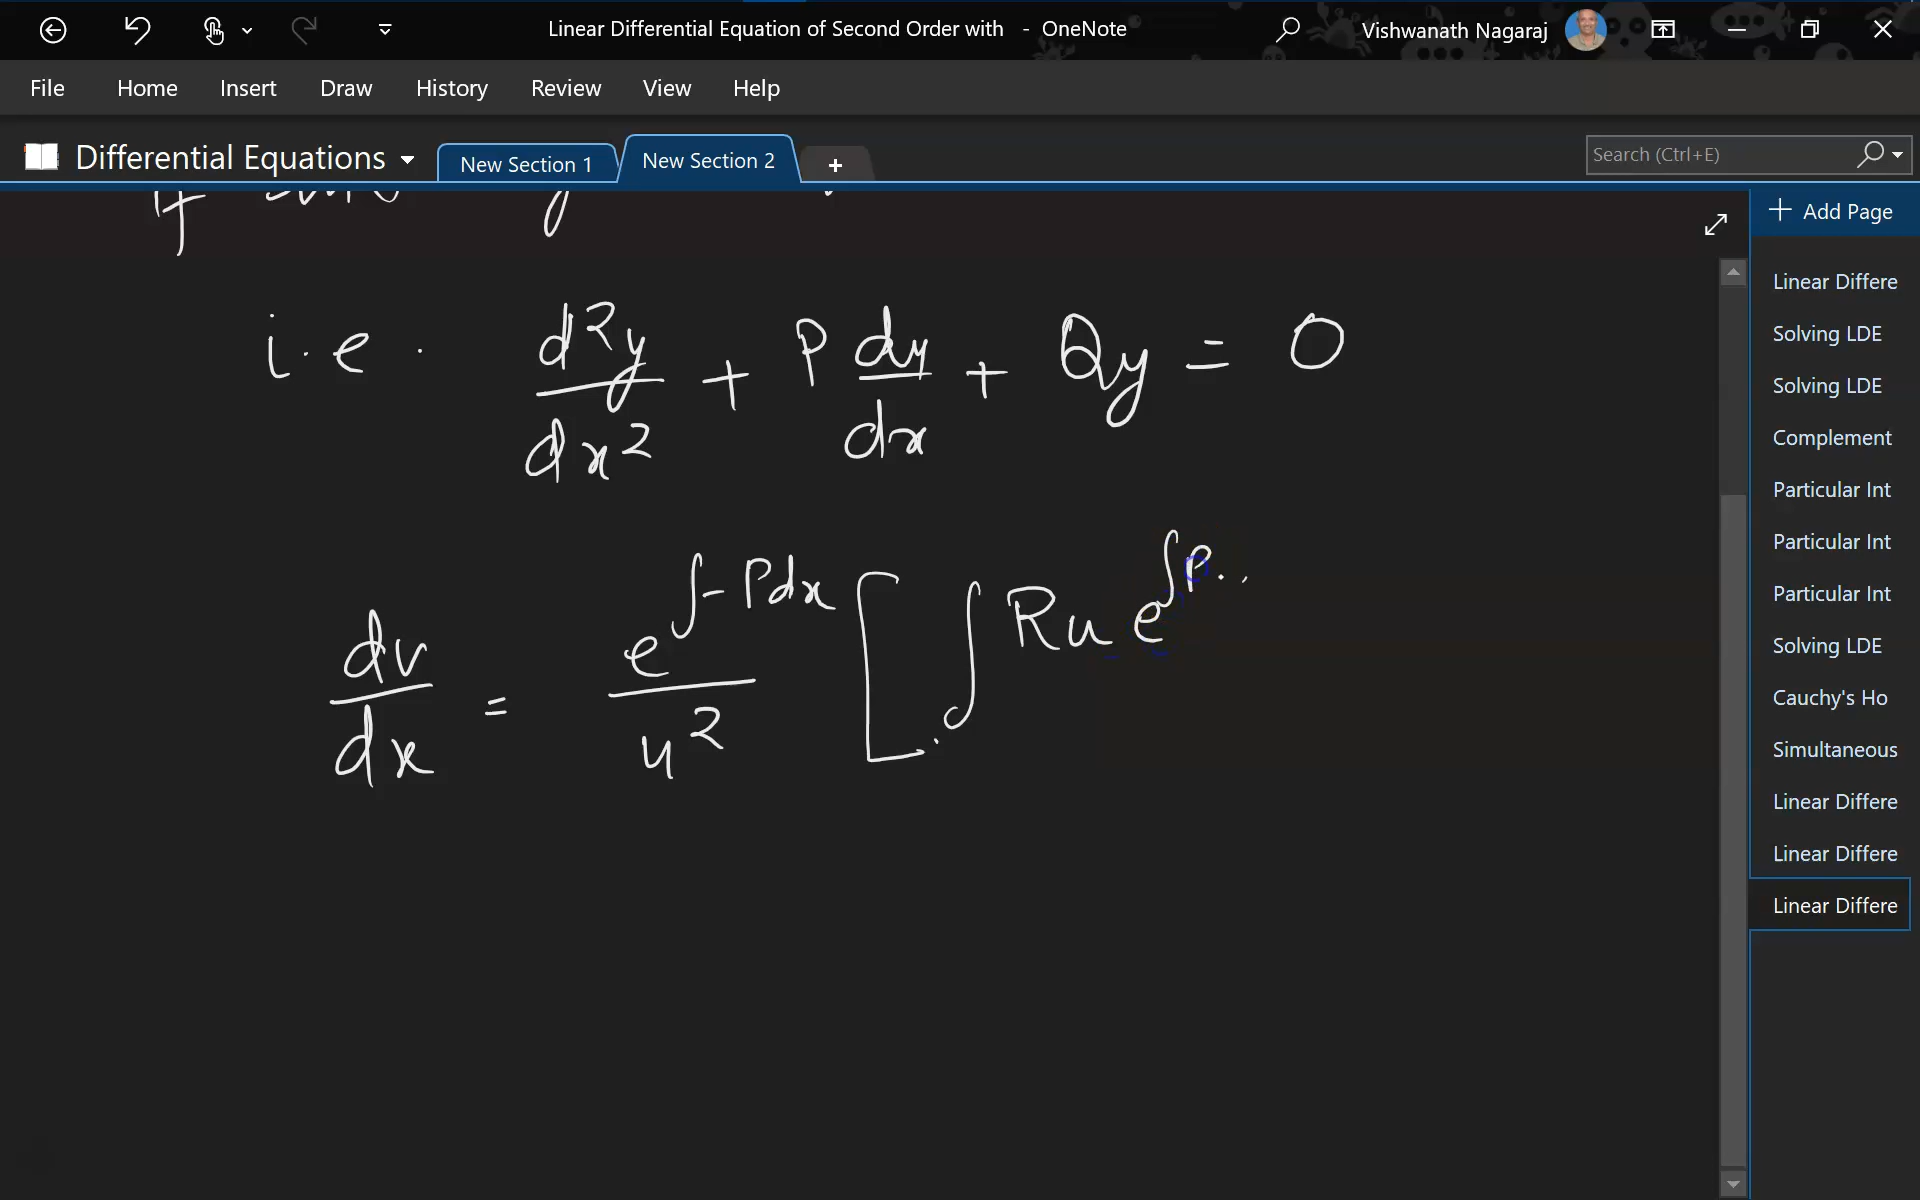 Linear Differential Equation of Second Order with - OneNote
Vishwanath Nagaraj
File Home Insert Draw History Review View Help
Differential Equations
New Section 1
New Section 2
+
Search (Ctrl+E)
Add Page
i.e. d²y/dx² + P dy/dx + Qy = 0
dv/dx = e^∫-Pdx / u² [ ∫ Ru e^∫P
Linear Differe
Solving LDE
Solving LDE
Complement
Particular Int
Particular Int
Particular Int
Solving LDE
Cauchy's Ho
Simultaneous
Linear Differe
Linear Differe
Linear Differe